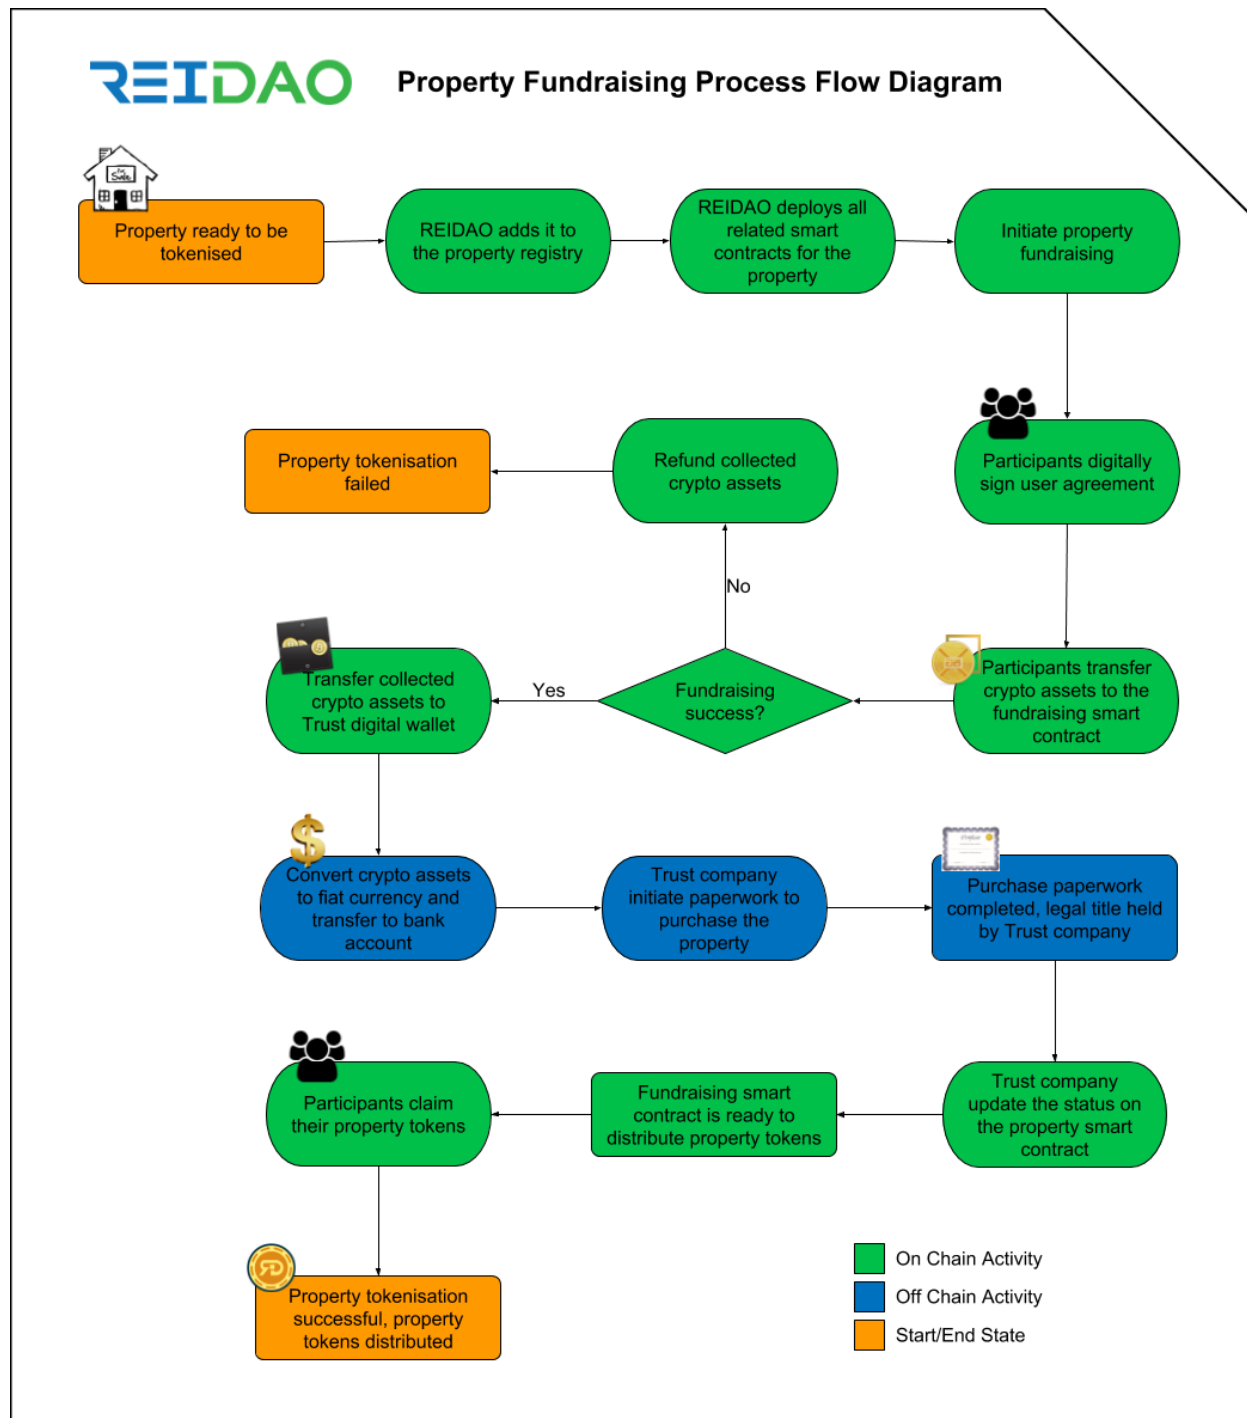 REIDAO
Property Fundraising Process Flow Diagram
For
Sale
Property ready to be
tokenised
REIDAO adds it to
the property registry
REIDAO deploys all
related smart
contracts for the
property
Initiate property
fundraising
Participants digitally
sign user agreement
Refund collected
crypto assets
Property tokenisation
failed
No
Participants transfer
crypto assets to the
fundraising smart
contract
Fundraising
success?
Yes
Transfer collected
crypto assets to
Trust digital wallet
$
Convert crypto assets
to fiat currency and
transfer to bank
account
Trust company
initiate paperwork to
purchase the
property
Purchase paperwork
completed, legal title held
by Trust company
Trust company
update the status on
the property smart
contract
Fundraising smart
contract is ready to
distribute property tokens
Participants claim
their property tokens
RD
Property tokenisation
successful, property
tokens distributed
On Chain Activity
Off Chain Activity
Start/End State